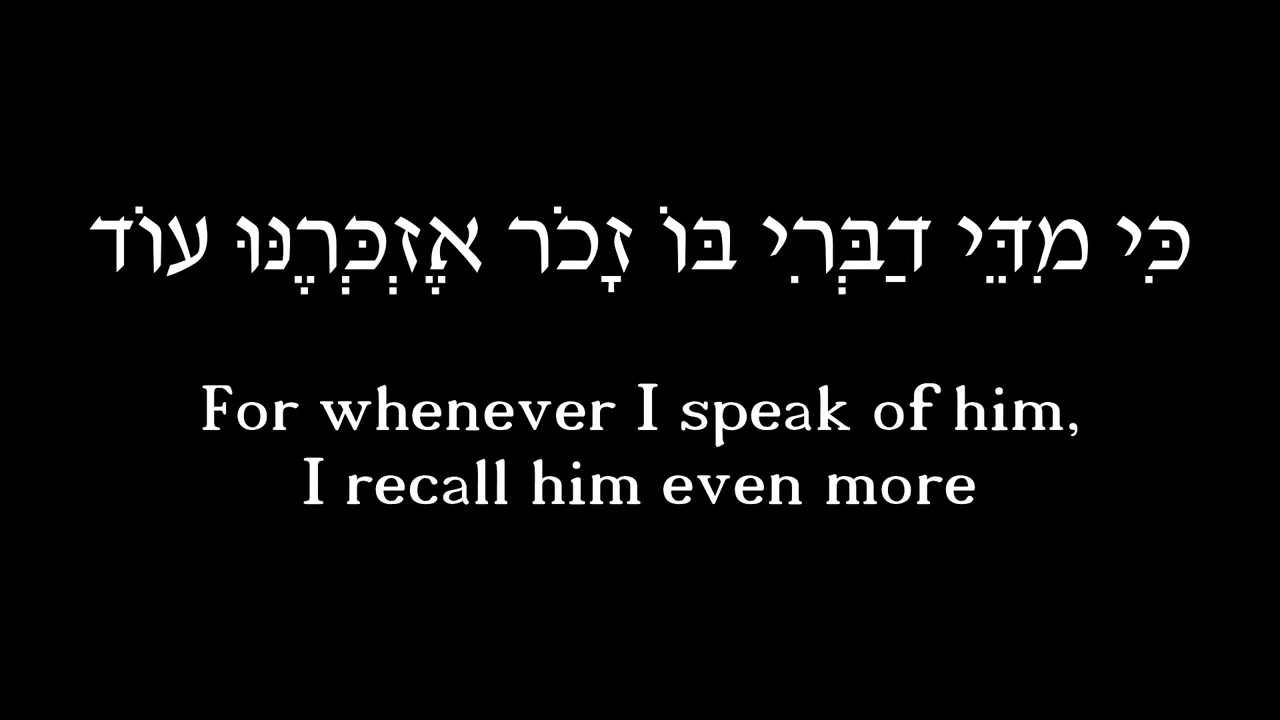 כִּי מִדֵּי דַבְּרִי בּוֹ זָכֹר אֶזְכְּרֶנּוּ עוֹד
For whenever I speak of him,
I recall him even more